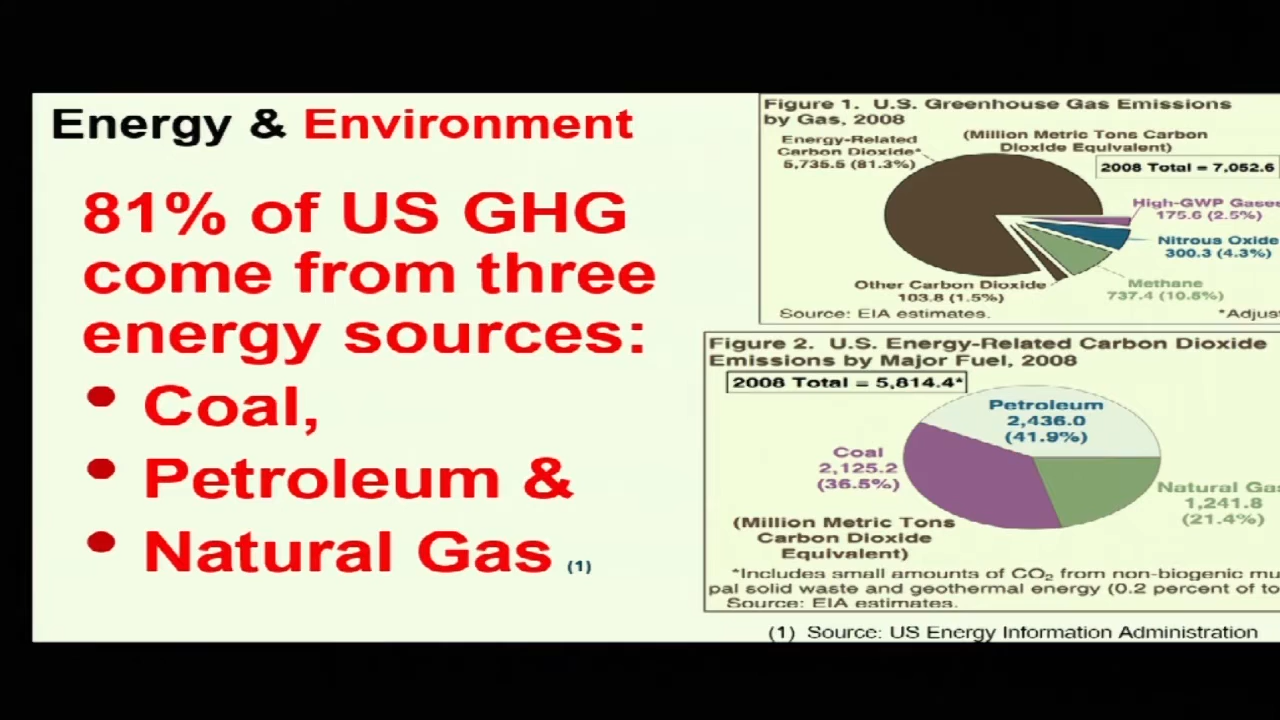 Energy & Environment
81% of US GHG
come from three
energy sources:
• Coal,
• Petroleum &
• Natural Gas (1)
Figure 1. U.S. Greenhouse Gas Emissions
by Gas, 2008
(Million Metric Tons Carbon
Dioxide Equivalent)
Energy-Related
Carbon Dioxide*
5,735.5 (81.3%)
2008 Total = 7,052.6
High-GWP Gases
175.6 (2.5%)
Nitrous Oxide
300.3 (4.3%)
Methane
737.4 (10.5%)
Other Carbon Dioxide
103.8 (1.5%)
Source: EIA estimates.
*Adjust
Figure 2. U.S. Energy-Related Carbon Dioxide
Emissions by Major Fuel, 2008
2008 Total = 5,814.4*
Petroleum
2,436.0
(41.9%)
Coal
2,125.2
(36.5%)
Natural Gas
1,241.8
(21.4%)
(Million Metric Tons
Carbon Dioxide
Equivalent)
*Includes small amounts of CO₂ from non-biogenic mu
pal solid waste and geothermal energy (0.2 percent of to
Source: EIA estimates.
(1) Source: US Energy Information Administration